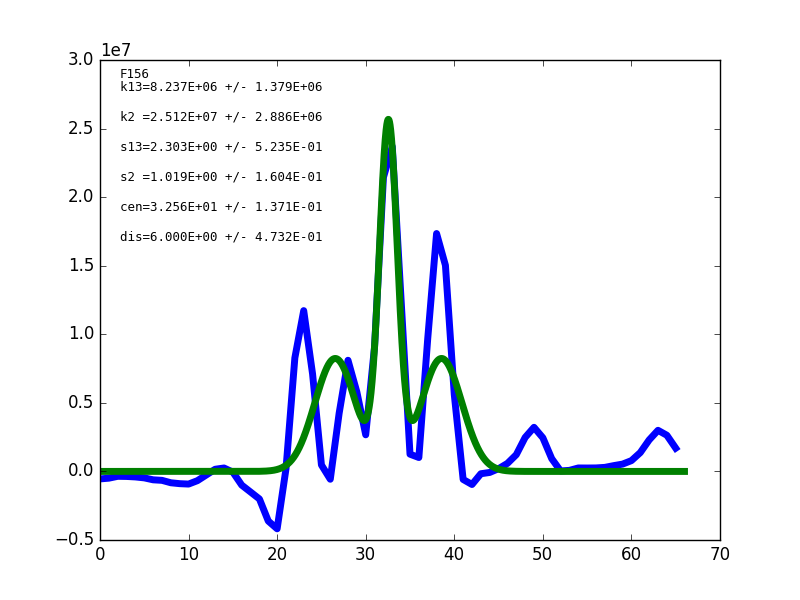 1e7
3.0
F156
k13=8.237E+06 +/- 1.379E+06
k2 =2.512E+07 +/- 2.886E+06
2.5
s13=2.303E+00 +/- 5.235E-01
s2 =1.019E+00 +/- 1.604E-01
2.0
cen=3.256E+01 +/- 1.371E-01
dis=6.000E+00 +/- 4.732E-01
1.5
1.0
0.5
0.0
−0.5
0 10 20 30 40 50 60 70